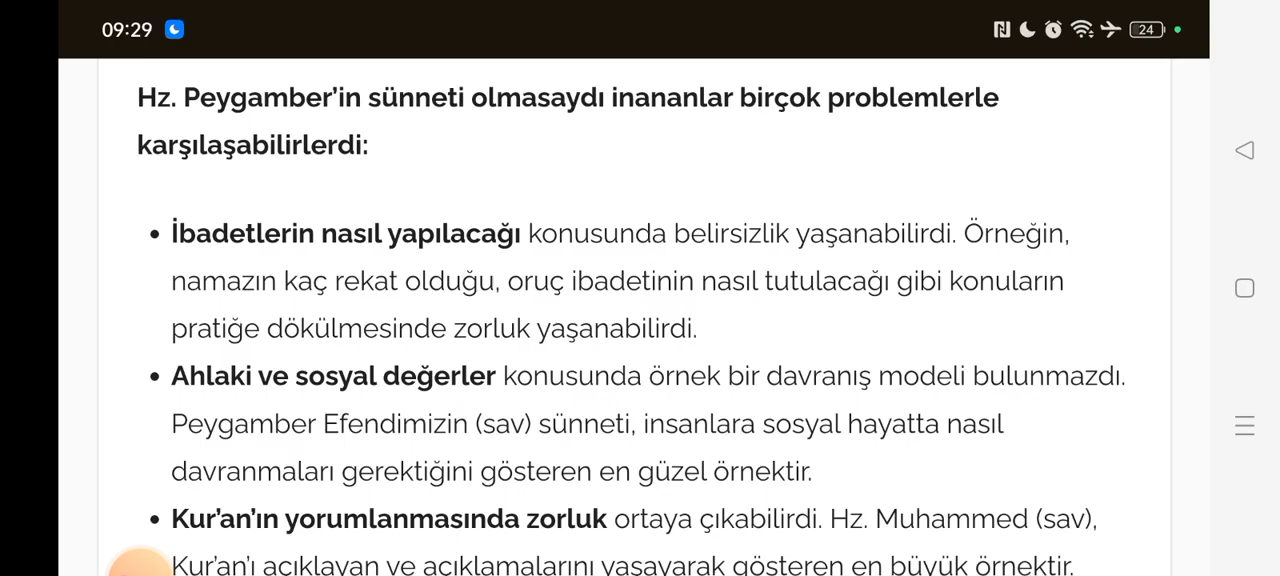 09:29
24
Hz. Peygamber’in sünneti olmasaydı inananlar birçok problemlerle
karşılaşabilirlerdi:
• İbadetlerin nasıl yapılacağı konusunda belirsizlik yaşanabilirdi. Örneğin,
namazın kaç rekat olduğu, oruç ibadetinin nasıl tutulacağı gibi konuların
pratiğe dökülmesinde zorluk yaşanabilirdi.
• Ahlaki ve sosyal değerler konusunda örnek bir davranış modeli bulunmazdı.
Peygamber Efendimizin (sav) sünneti, insanlara sosyal hayatta nasıl
davranmaları gerektiğini gösteren en güzel örnektir.
• Kur’an’ın yorumlanmasında zorluk ortaya çıkabilirdi. Hz. Muhammed (sav),
Kur’an’ı açıklayan ve açıklamalarını yaşayarak gösteren en büyük örnektir.